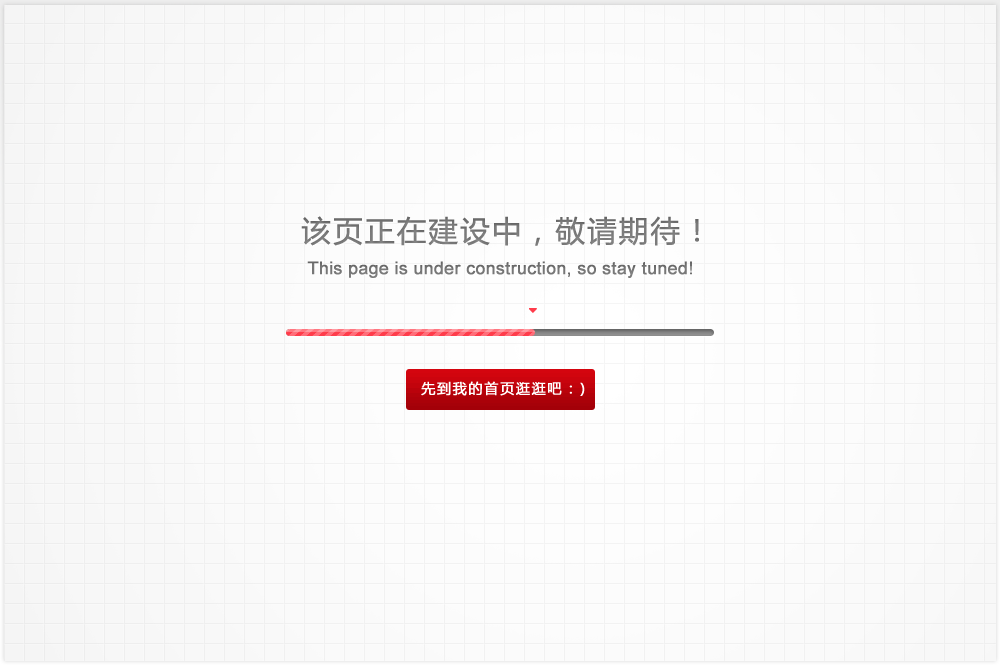 该页正在建设中，敬请期待！
This page is under construction, so stay tuned!
先到我的首页逛逛吧：)